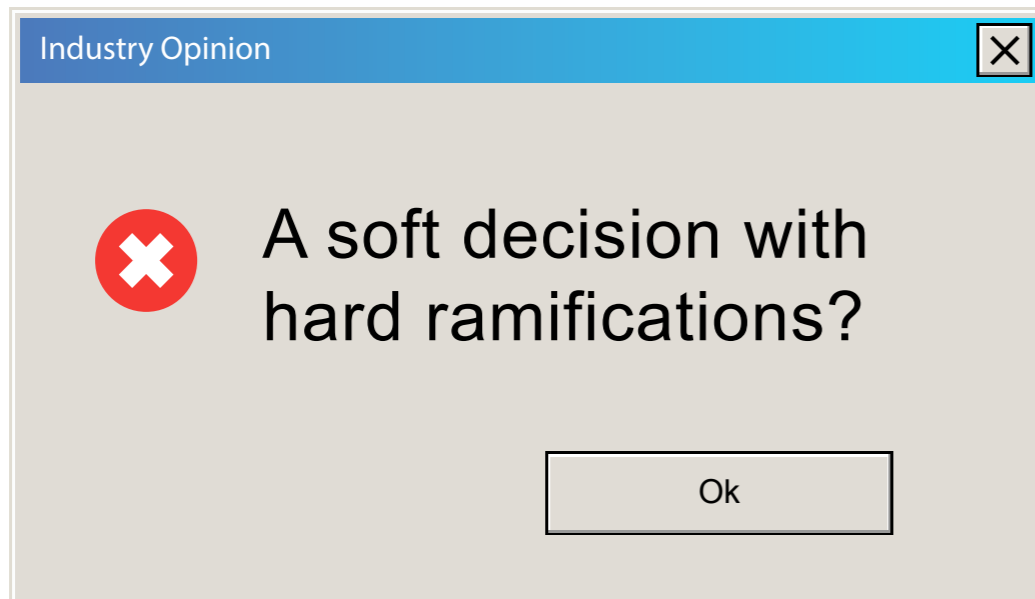 Industry Opinion
A soft decision with
hard ramifications?
Ok